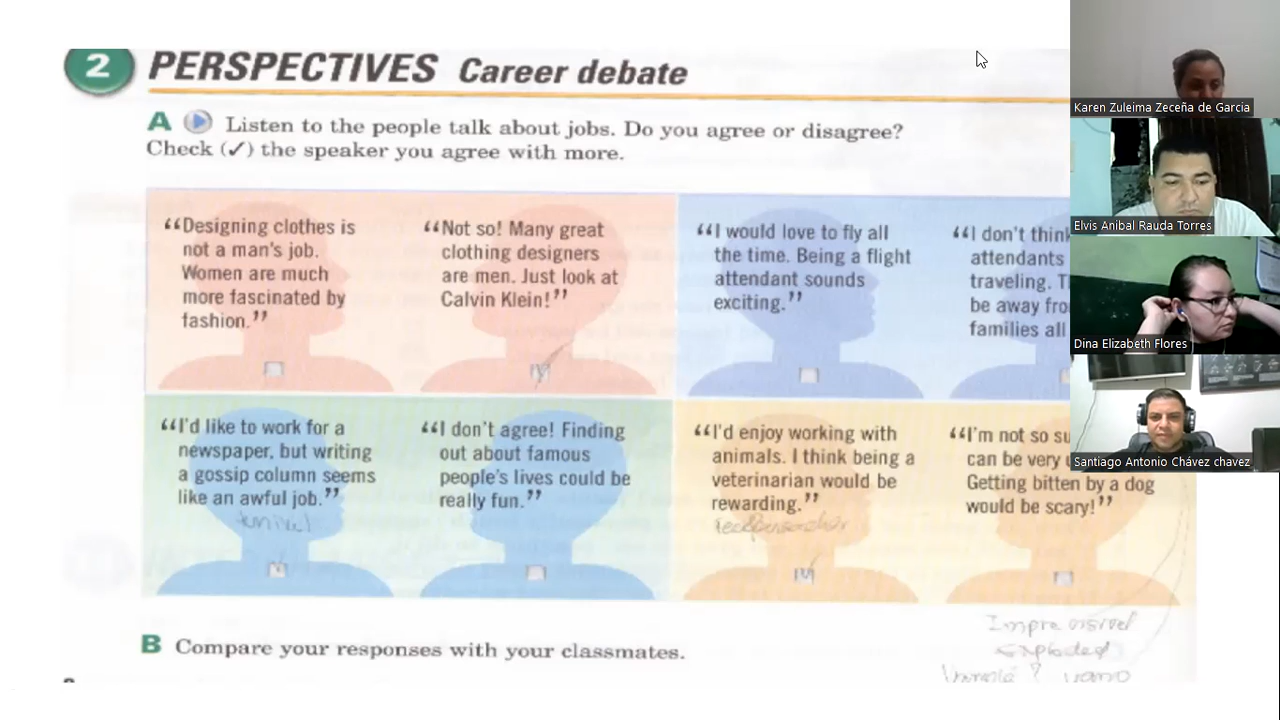 2 PERSPECTIVES Career debate
A Listen to the people talk about jobs. Do you agree or disagree?
Check (✓) the speaker you agree with more.
“Designing clothes is
not a man's job.
Women are much
more fascinated by
fashion.”
“Not so! Many great
clothing designers
are men. Just look at
Calvin Klein!”
“I would love to fly all
the time. Being a flight
attendant sounds
exciting.”
“I don't think
attendants
traveling.
be away
families all
“I'd like to work for a
newspaper, but writing
a gossip column seems
like an awful job.”
“I don't agree! Finding
out about famous
people's lives could be
really fun.”
“I'd enjoy working with
animals. I think being a
veterinarian would be
rewarding.”
“I'm not so
can be very
Getting bitten by a dog
would be scary!”
B Compare your responses with your classmates.
Karen Zuleima Zeceña de Garcia
Elvis Anibal Rauda Torres
Dina Elizabeth Flores
Santiago Antonio Chávez chavez